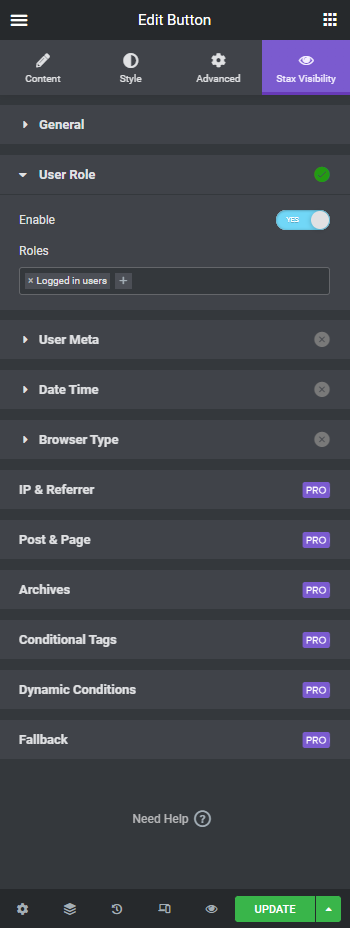 Edit Button
Content Style Advanced Stax Visibility
General
User Role
Enable YES
Roles
× Logged in users +
User Meta
Date Time
Browser Type
IP & Referrer PRO
Post & Page PRO
Archives PRO
Conditional Tags PRO
Dynamic Conditions PRO
Fallback PRO
Need Help ?
UPDATE